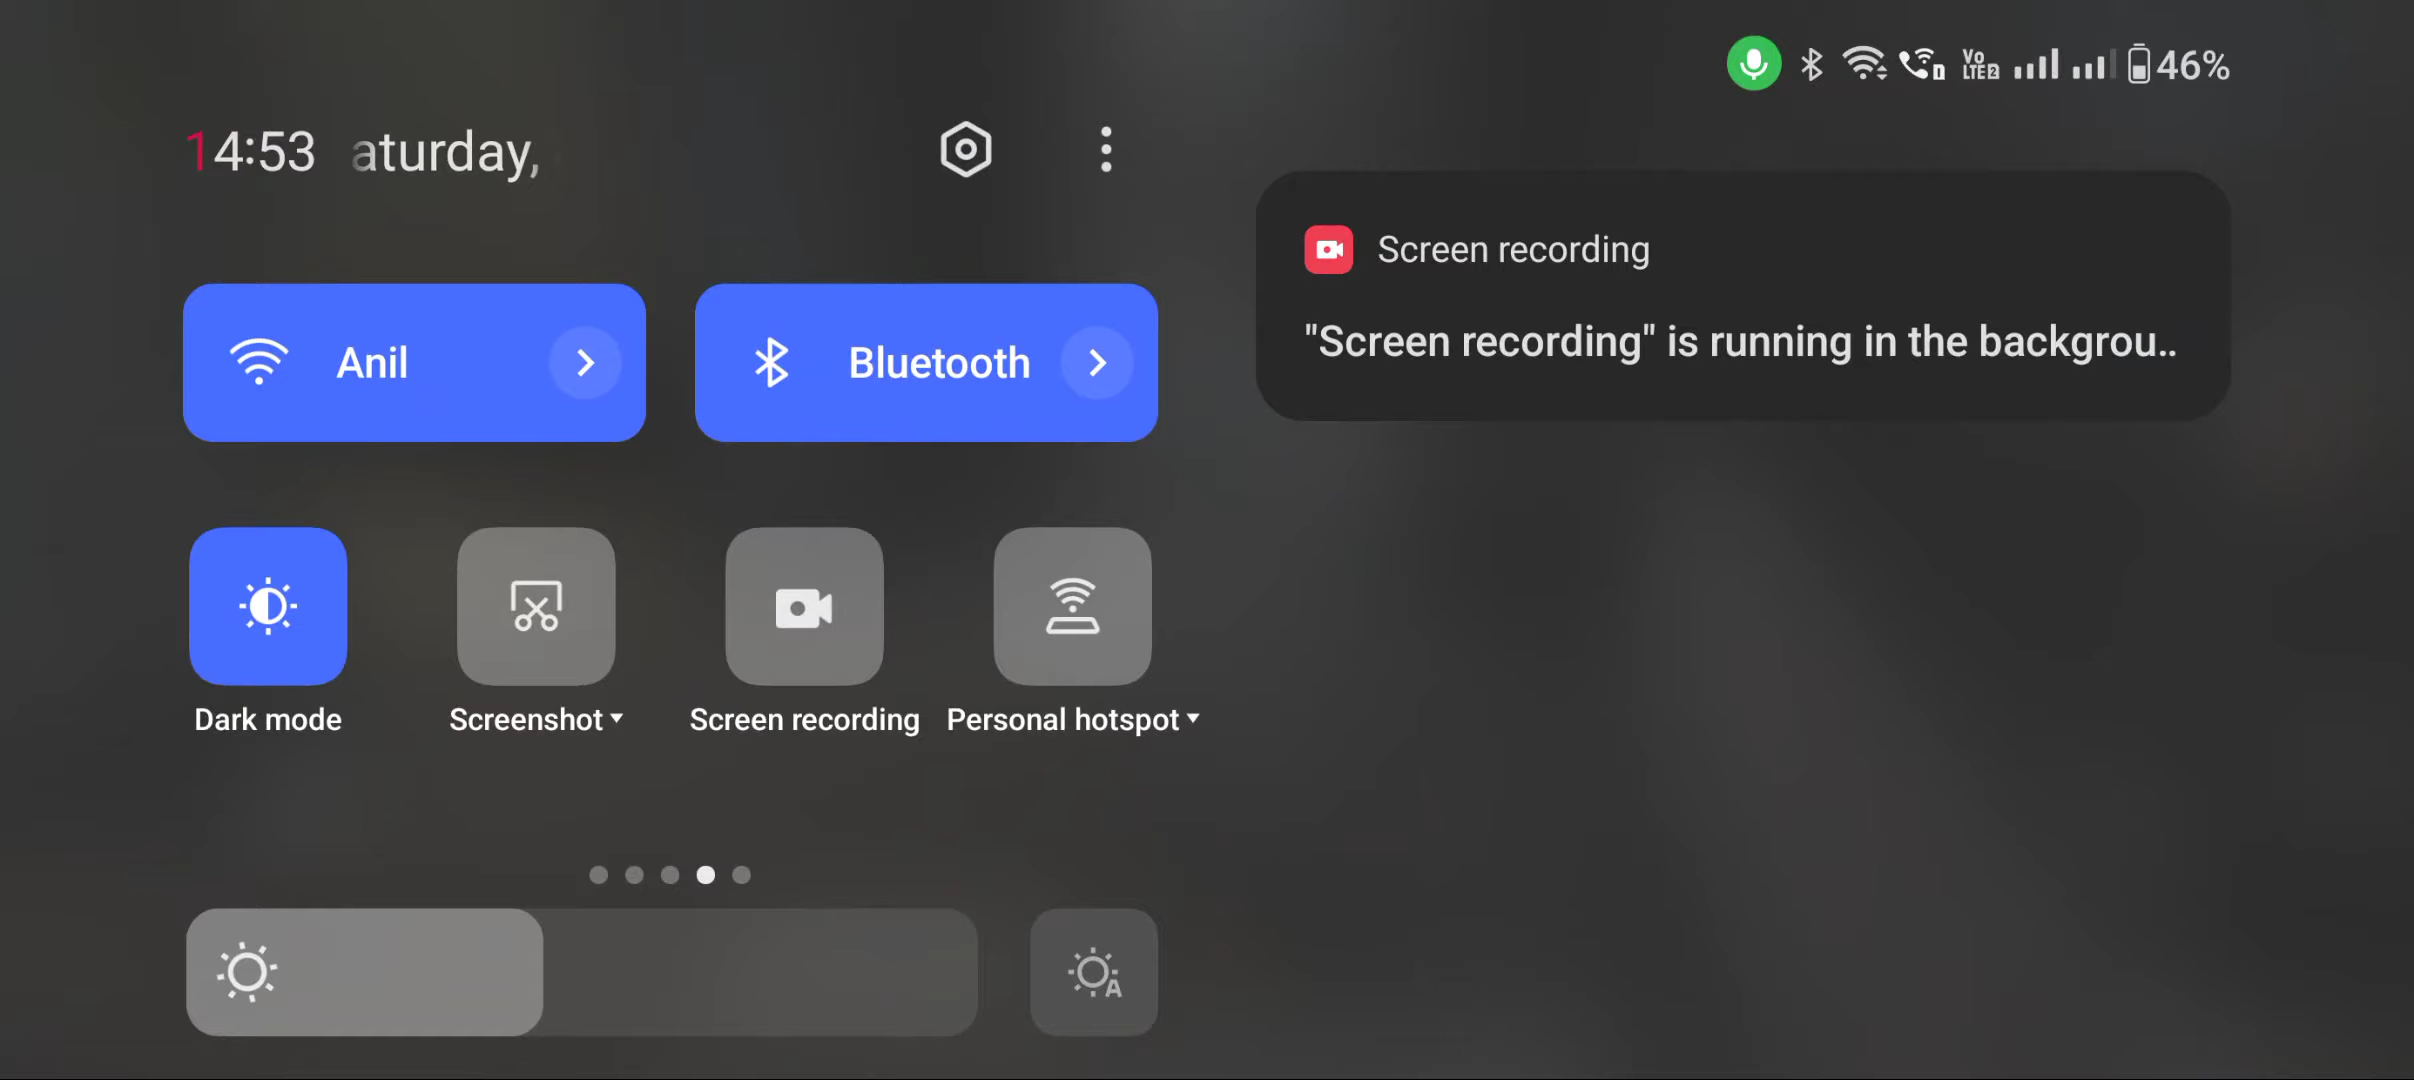 46%
14:53 aturday,
Anil
Bluetooth
Screen recording
"Screen recording" is running in the backgrou..
Dark mode
Screenshot
Screen recording
Personal hotspot